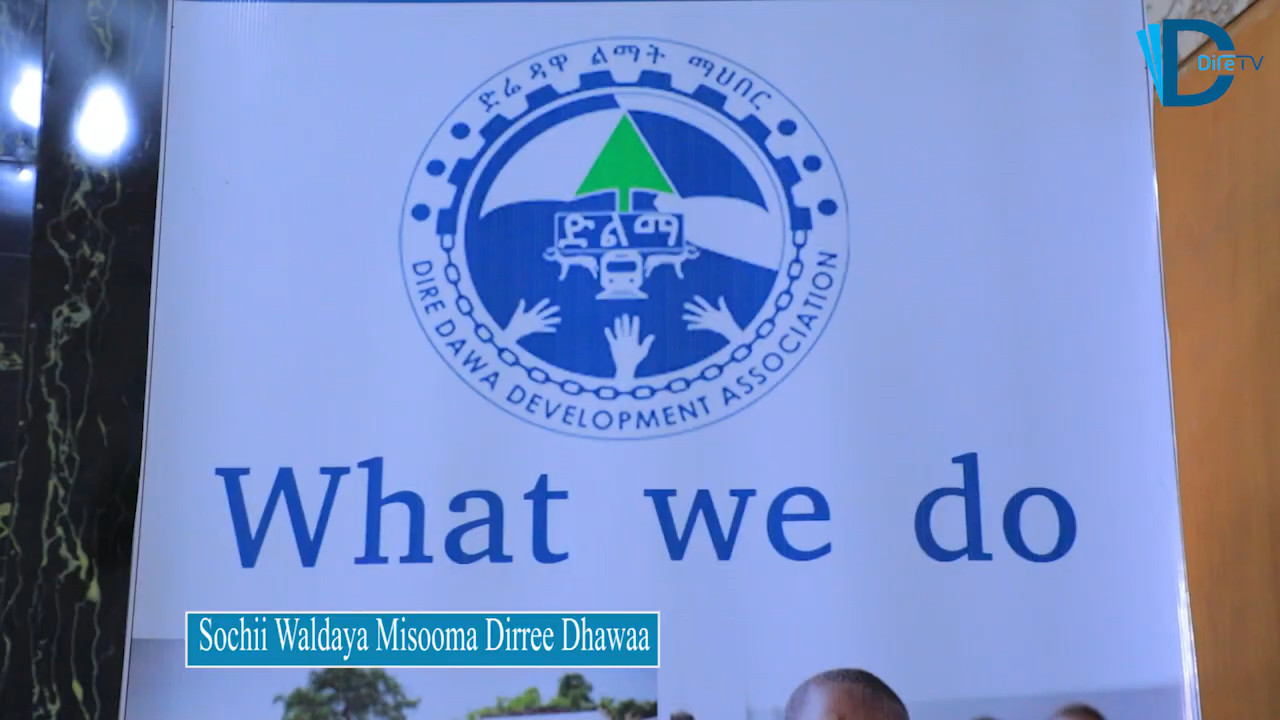 DireTV
ድሬ ዳዋ ልማት ማህበር
ድልማ
DIRE DAWA DEVELOPMENT ASSOCIATION
What we do
Sochii Waldaya Misooma Dirree Dhawaa